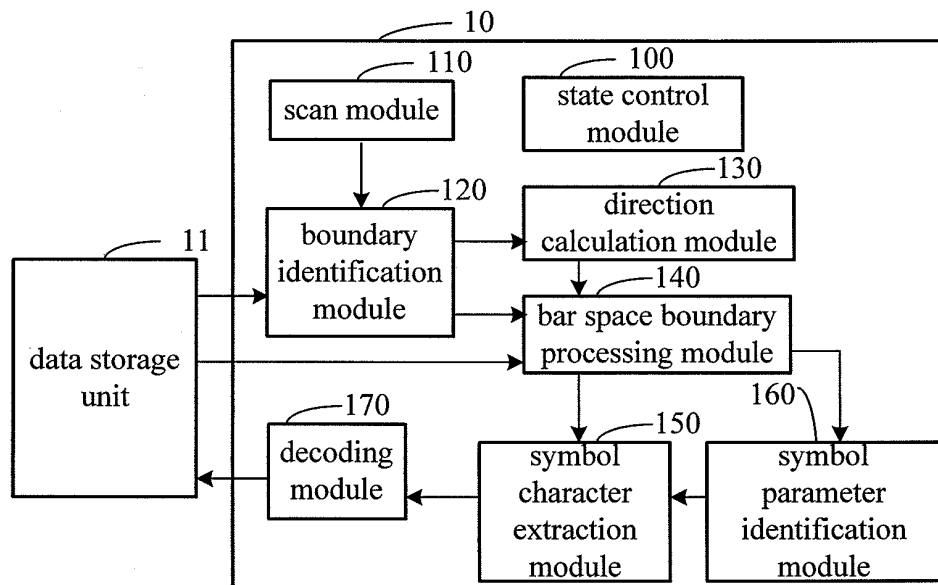 10
110
scan module
100
state control
module
120
boundary
identification
module
130
direction
calculation module
11
data storage
unit
140
bar space boundary
processing module
170
decoding
module
150
symbol
character
extraction
module
160
symbol
parameter
identification
module